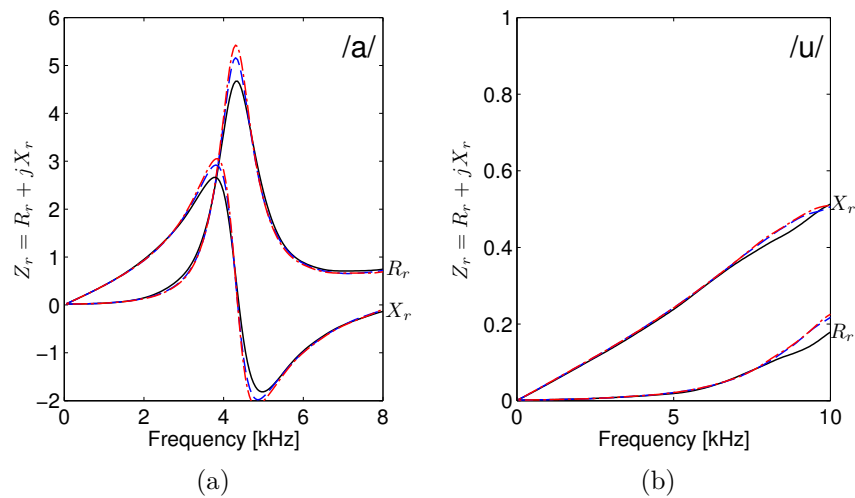 6
5
4
3
2
1
0
−1
−2
0 2 4 6 8
Z_r = R_r + jX_r
Frequency [kHz]
/a/
R_r
X_r
(a)
1
0.8
0.6
0.4
0.2
0
0 5 10
Z_r = R_r + jX_r
Frequency [kHz]
/u/
X_r
R_r
(b)